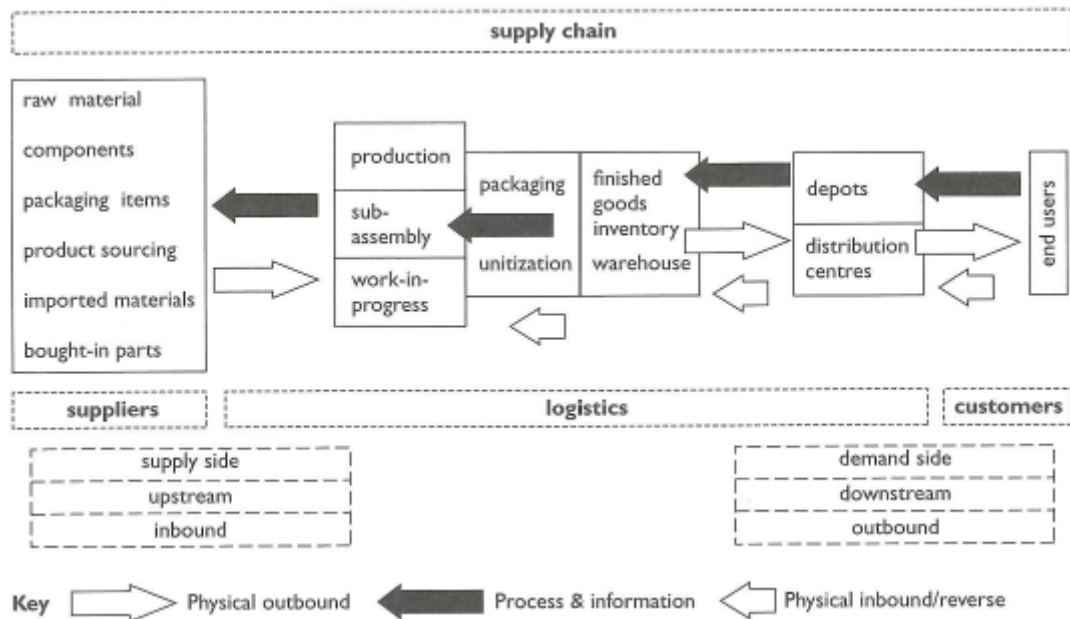 supply chain
raw material
components
packaging items
product sourcing
imported materials
bought-in parts
production
sub-
assembly
work-in-
progress
packaging
unitization
finished
goods
inventory
warehouse
depots
distribution
centres
end users
suppliers
logistics
customers
supply side
upstream
inbound
demand side
downstream
outbound
Key
Physical outbound
Process & information
Physical inbound/reverse